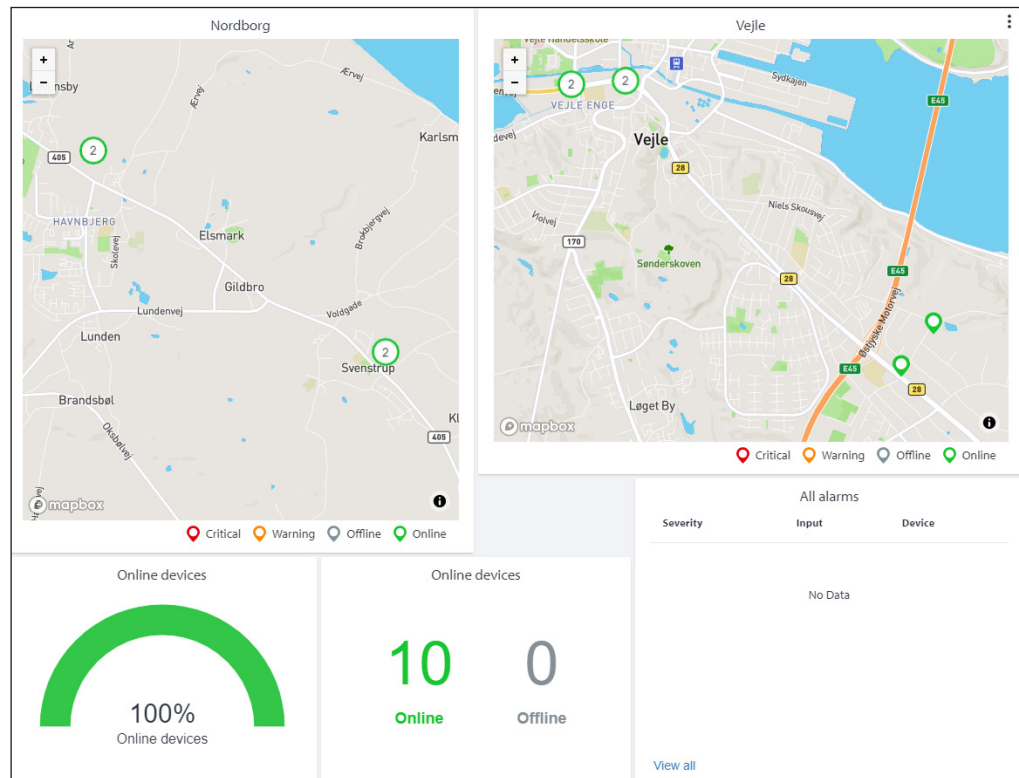 Nordborg
+
−
Ærvej
Ærvej
Karlsm
2
405
HAVNBJERG
Skolevej
Elsmark
Brokbjergvej
Gildbro
Lundenvej
Voldgade
Lunden
2
Svenstrup
Brandsbøl
Oksbølvej
Kl
405
mapbox
Critical Warning Offline Online
Vejle
+
−
Vejle Handelsskole
2
2
Sydkajen
E45
VEJLE ENGE
Vejle
28
Niels Skousvej
Violvej
170
Sønderskoven
E45
28
Østjyske Motorvej
E45
28
Løget By
mapbox
Critical Warning Offline Online
All alarms
Severity Input Device
No Data
View all
Online devices
100%
Online devices
Online devices
10 0
Online Offline